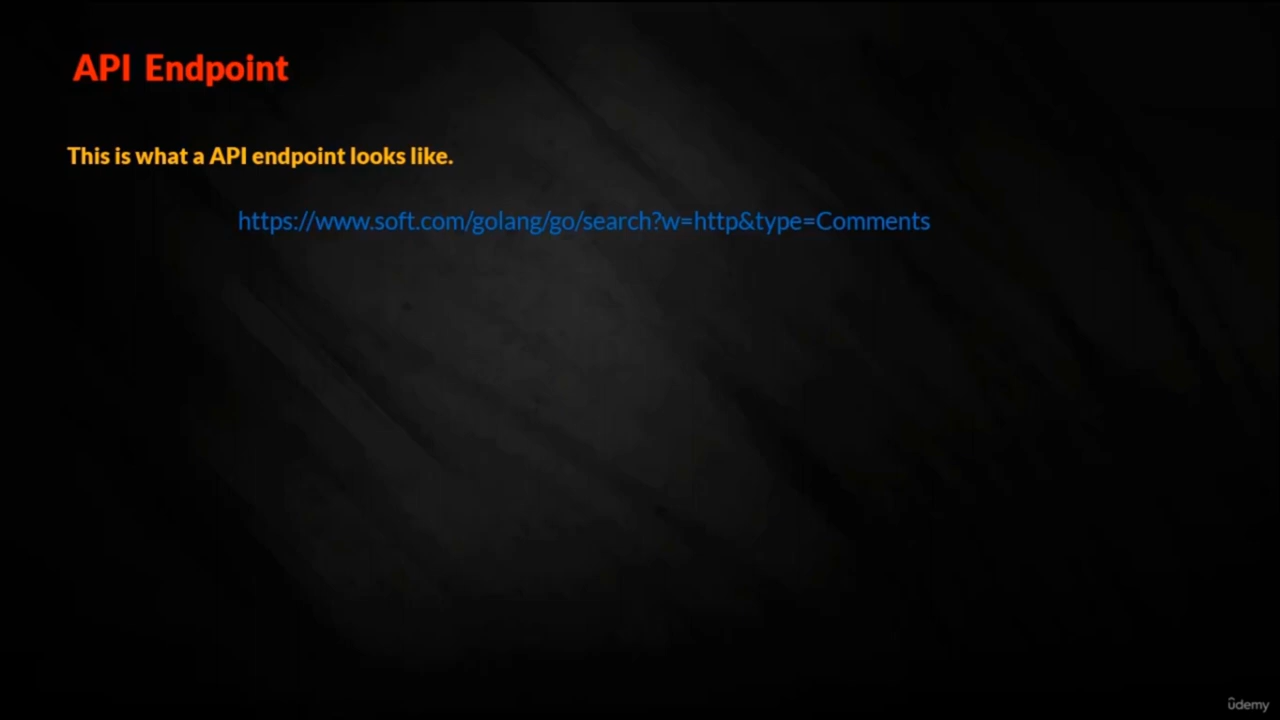 API Endpoint
This is what a API endpoint looks like.
https://www.soft.com/golang/go/search?w=http&type=Comments
ûdemy